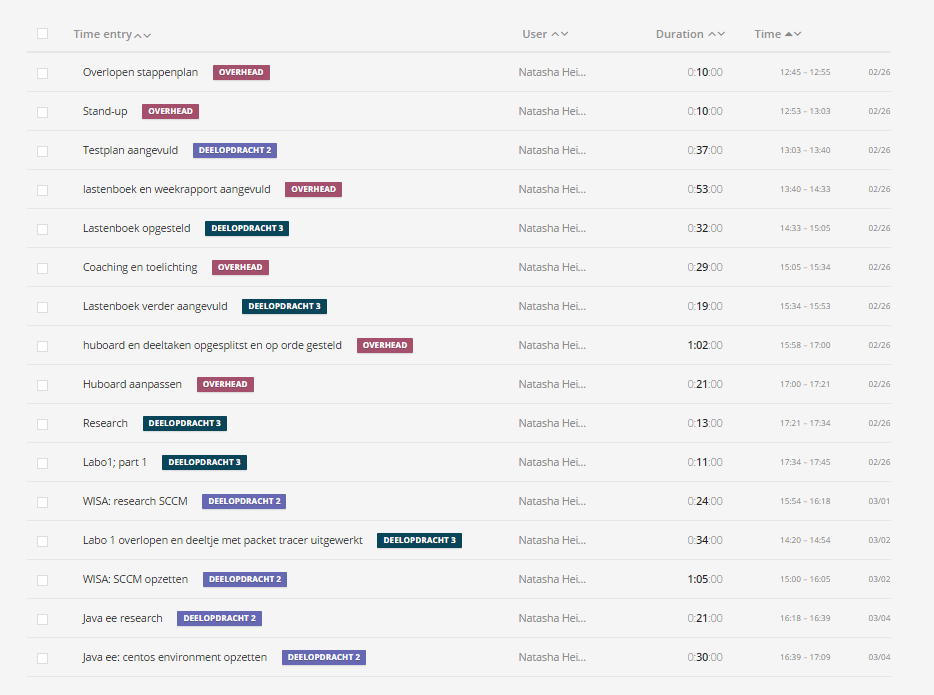 Time entry User Duration Time
Overlopen stappenplan OVERHEAD Natasha Hei... 0:10:00 12:45 – 12:55 02/26
Stand-up OVERHEAD Natasha Hei... 0:10:00 12:53 – 13:03 02/26
Testplan aangevuld DEELOPDRACHT 2 Natasha Hei... 0:37:00 13:03 – 13:40 02/26
lastenboek en weekrapport aangevuld OVERHEAD Natasha Hei... 0:53:00 13:40 – 14:33 02/26
Lastenboek opgesteld DEELOPDRACHT 3 Natasha Hei... 0:32:00 14:33 – 15:05 02/26
Coaching en toelichting OVERHEAD Natasha Hei... 0:29:00 15:05 – 15:34 02/26
Lastenboek verder aangevuld DEELOPDRACHT 3 Natasha Hei... 0:19:00 15:34 – 15:53 02/26
huboard en deeltaken opgesplitst en op orde gesteld OVERHEAD Natasha Hei... 1:02:00 15:58 – 17:00 02/26
Huboard aanpassen OVERHEAD Natasha Hei... 0:21:00 17:00 – 17:21 02/26
Research DEELOPDRACHT 3 Natasha Hei... 0:13:00 17:21 – 17:34 02/26
Labo1; part 1 DEELOPDRACHT 3 Natasha Hei... 0:11:00 17:34 – 17:45 02/26
WISA: research SCCM DEELOPDRACHT 2 Natasha Hei... 0:24:00 15:54 – 16:18 03/01
Labo 1 overlopen en deeltje met packet tracer uitgewerkt DEELOPDRACHT 3 Natasha Hei... 0:34:00 14:20 – 14:54 03/02
WISA: SCCM opzetten DEELOPDRACHT 2 Natasha Hei... 1:05:00 15:00 – 16:05 03/02
Java ee research DEELOPDRACHT 2 Natasha Hei... 0:21:00 16:18 – 16:39 03/04
Java ee: centos environment opzetten DEELOPDRACHT 2 Natasha Hei... 0:30:00 16:39 – 17:09 03/04